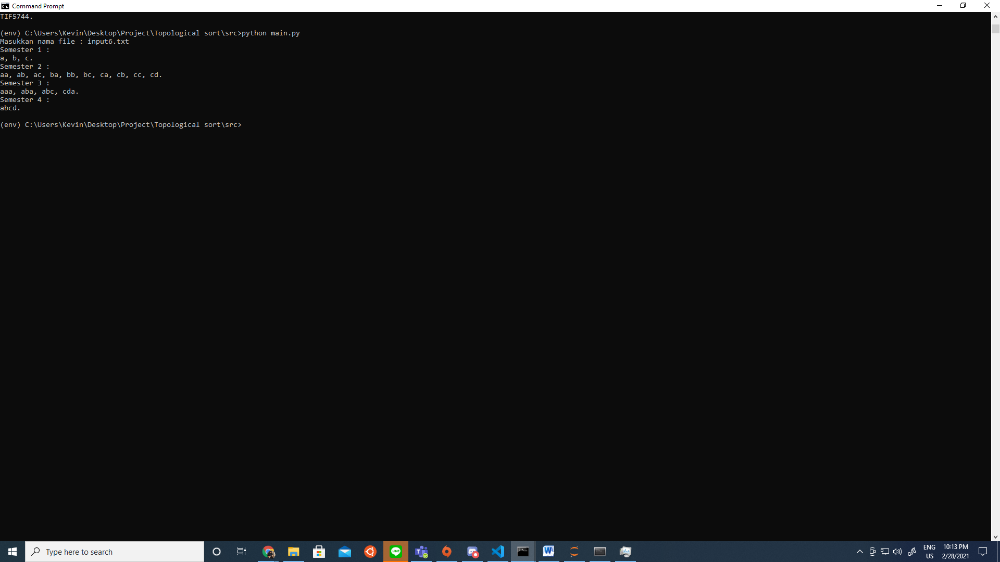 Command Prompt
TIF5744.
(env) C:\Users\Kevin\Desktop\Project\Topological sort\src>python main.py
Masukkan nama file : input6.txt
Semester 1 :
a, b, c.
Semester 2 :
aa, ab, ac, ba, bb, bc, ca, cb, cc, cd.
Semester 3 :
aaa, aba, abc, cda.
Semester 4 :
abcd.
(env) C:\Users\Kevin\Desktop\Project\Topological sort\src>
Type here to search
LINE
ENG
US
10:13 PM
2/28/2021